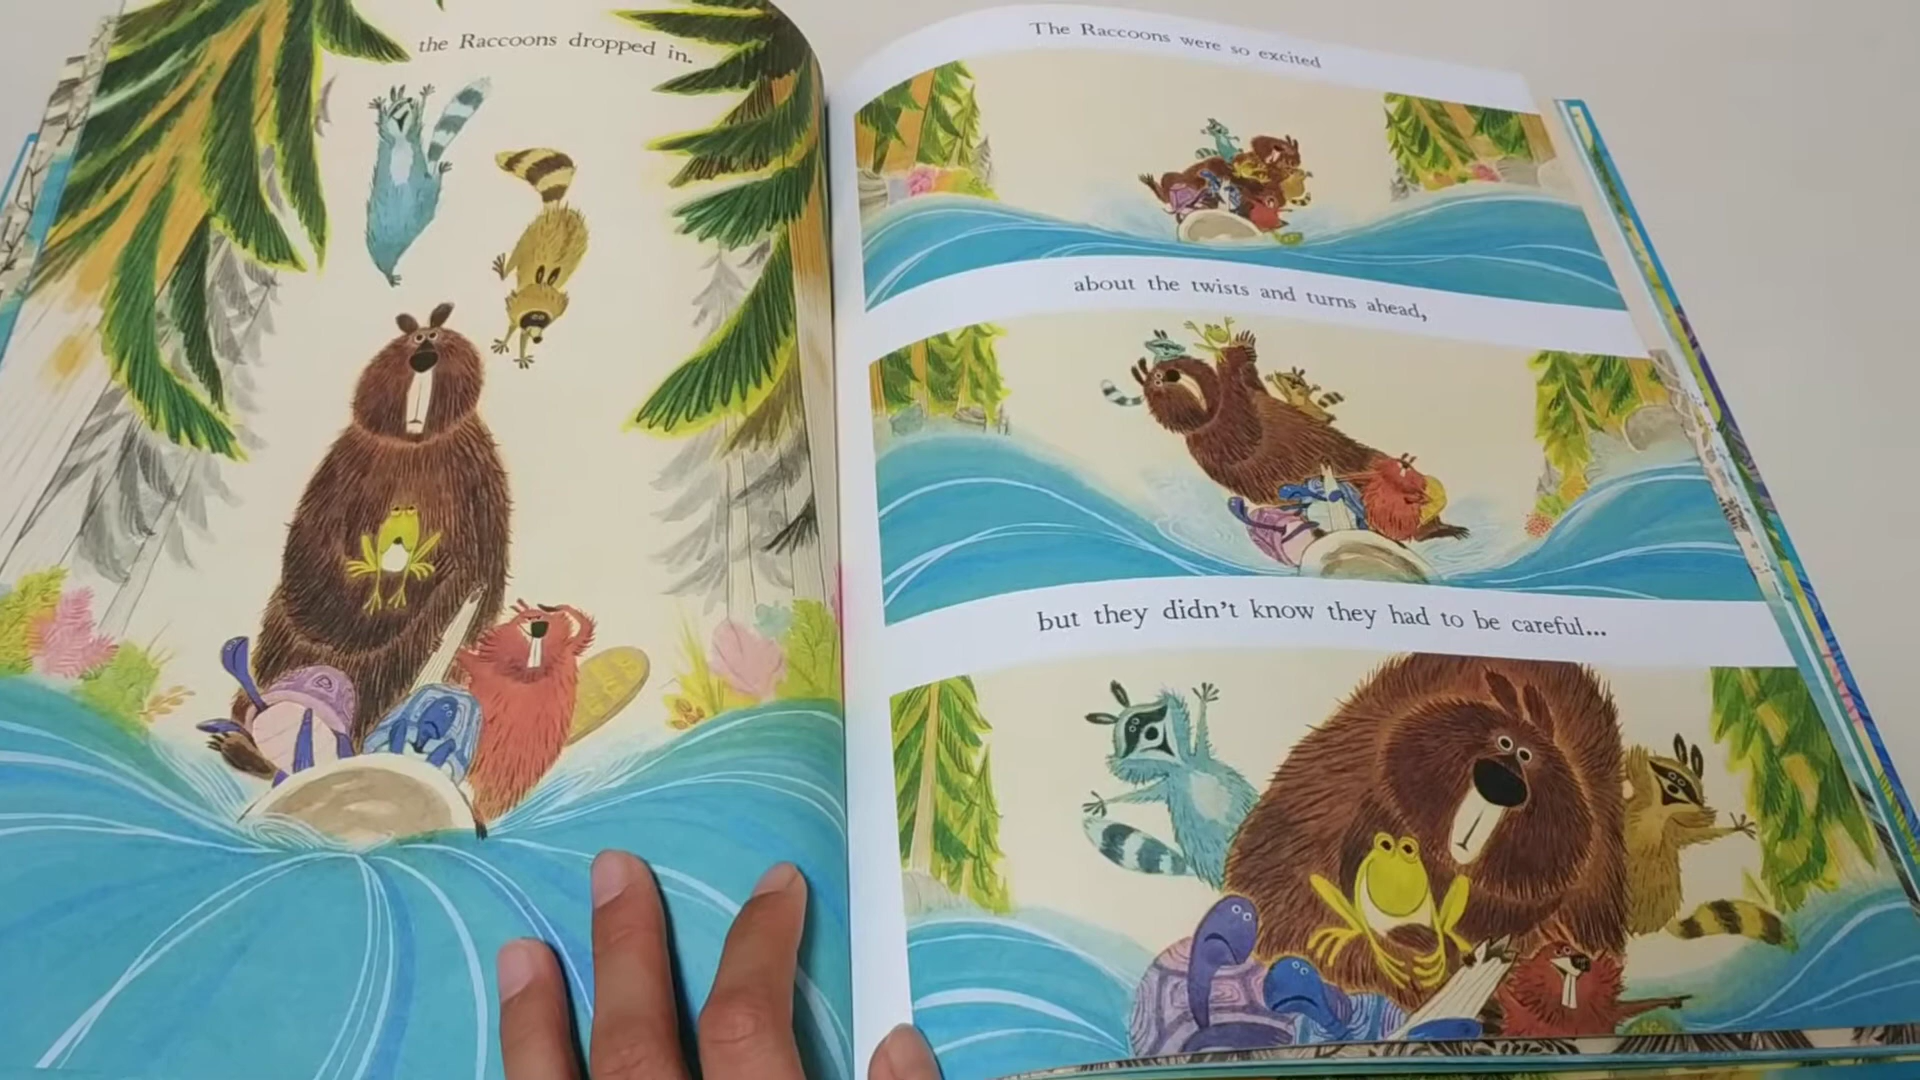 the Raccoons dropped in.
The Raccoons were so excited
about the twists and turns ahead,
but they didn't know they had to be careful...